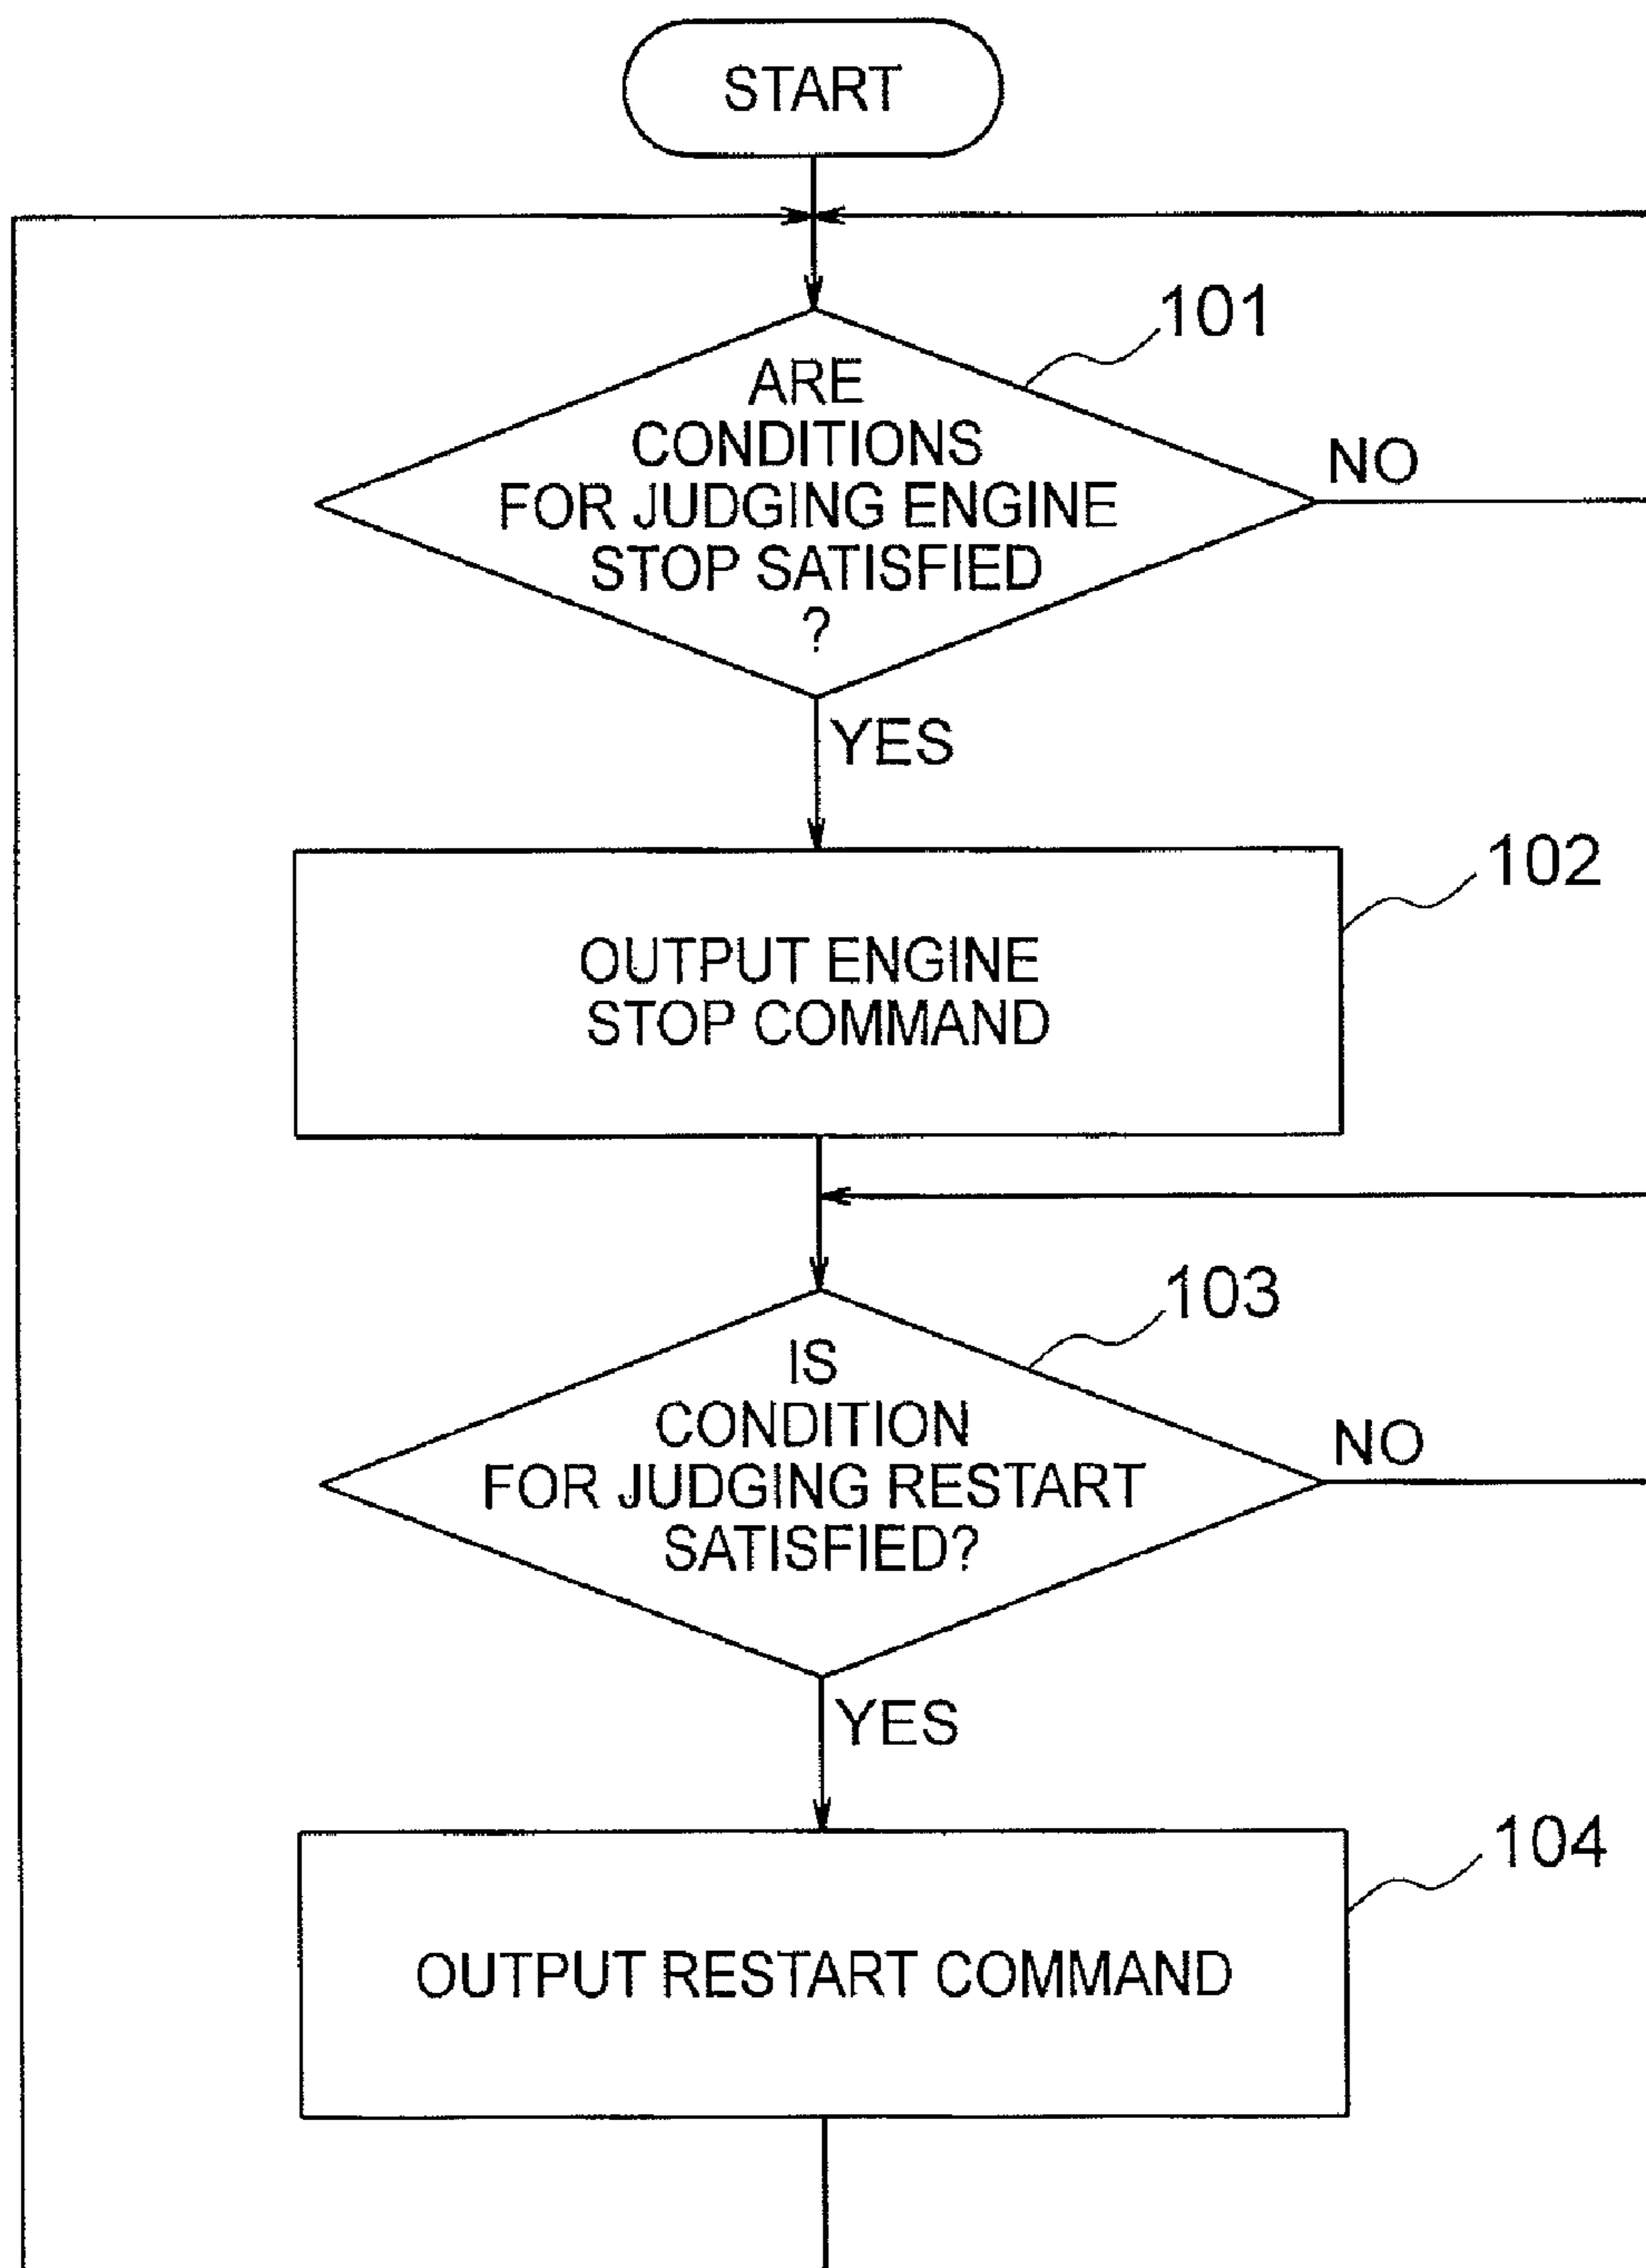 START
101
ARE
CONDITIONS
FOR JUDGING ENGINE
STOP SATISFIED
?
NO
YES
102
OUTPUT ENGINE
STOP COMMAND
103
IS
CONDITION
FOR JUDGING RESTART
SATISFIED?
NO
YES
104
OUTPUT RESTART COMMAND